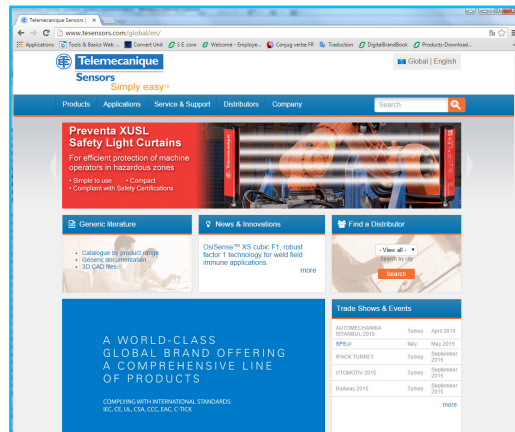 Telemecanique Sensors |
www.tesensors.com/global/en/
Applications Tools & Basics Web ... Convert Unit S E.com Welcome - Employe... Conjug verbe FR Traduction DigitalBrandBook Products-Download...
Telemecanique
Sensors
Simply easy™
Global | English
Products Applications Service & Support Distributors Company
Search
Preventa XUSL
Safety Light Curtains
For efficient protection of machine
operators in hazardous zones
• Simple to use • Compact
• Compliant with Safety Certifications
Telemecanique
Generic literature
• Catalogue by product range
• Generic documentation
• 3D CAD files
News & Innovations
OsiSense™ XS cubic F1, robust
factor 1 technology for weld field
immune applications.
more
Find a Distributor
- View all -
Search by city
Search
A WORLD-CLASS
GLOBAL BRAND OFFERING
A COMPREHENSIVE LINE
OF PRODUCTS
COMPLYING WITH INTERNATIONAL STANDARDS:
IEC, CE, UL, CSA, CCC, EAC, C-TICK
Trade Shows & Events
AUTOMECHANIKA
ISTANBUL 2015 Turkey April 2015
SPS Italy May 2015
IPACK TURKEY Turkey September
2015
OTOMOTIV 2015 Turkey September
2015
Railway 2015 Turkey September
2015
more